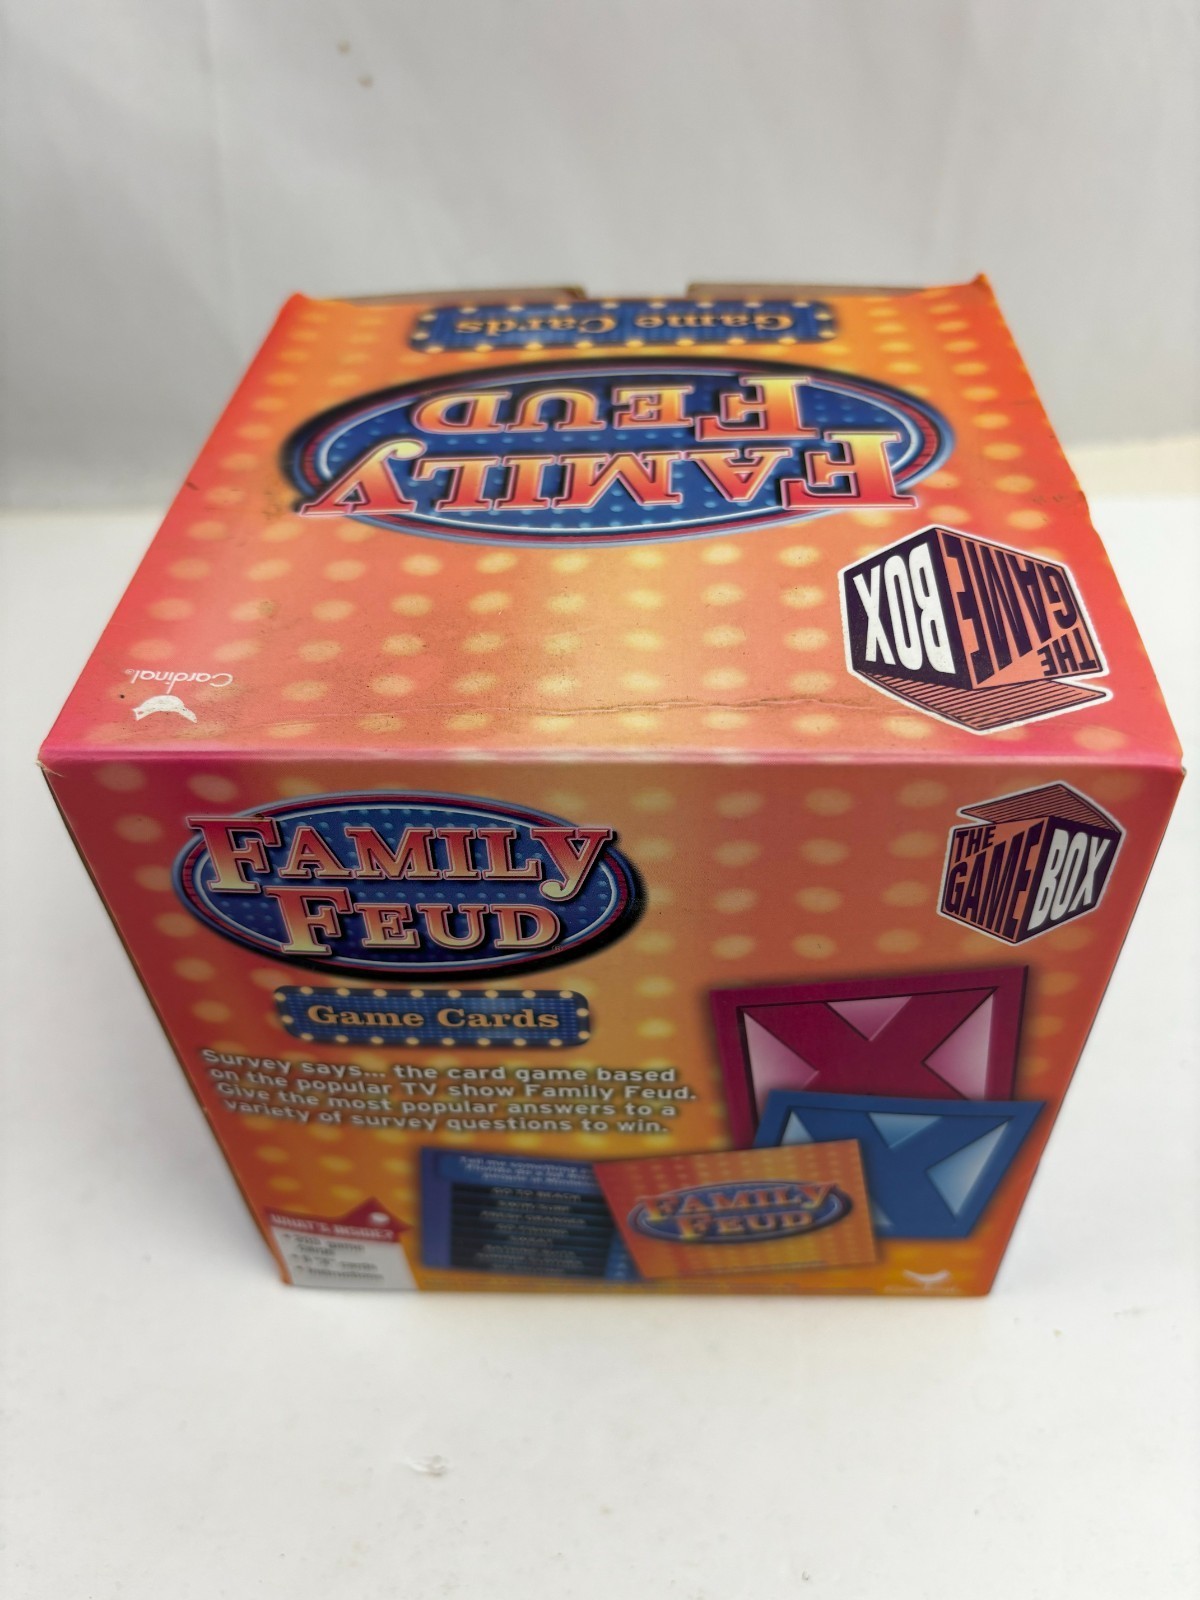 Game Cards
FAMILY
FEUD
THE
GAME
BOX
Cardinal
FAMILY
FEUD
Game Cards
THE
GAME
BOX
Survey says... the card game based
on the popular TV show Family Feud.
Give the most popular answers to a
variety of survey questions to win.
FAMILY
FEUD
WHAT'S INSIDE?